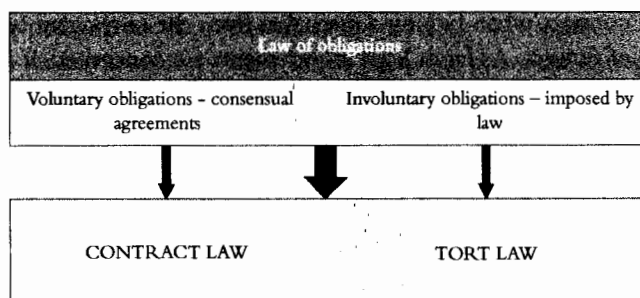 Law of obligations
Voluntary obligations - consensual
agreements
Involuntary obligations – imposed by
law
CONTRACT LAW
TORT LAW